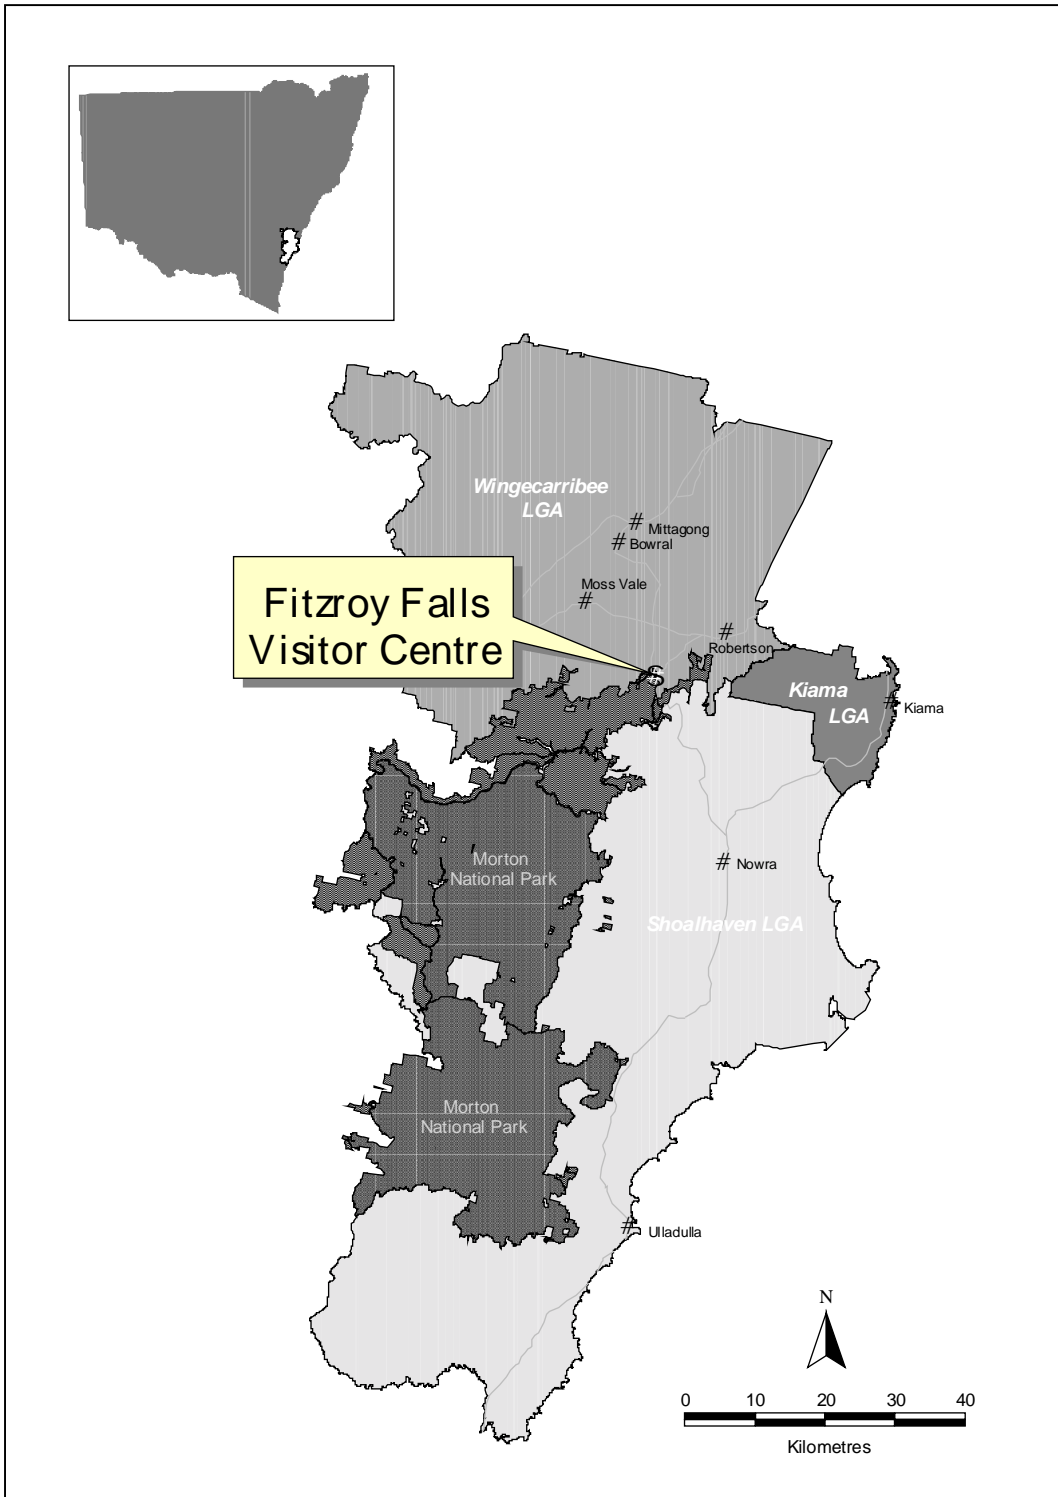 Wingecarribee
LGA
# Mittagong
# Bowral
Fitzroy Falls
Visitor Centre
Moss Vale
#
#
Robertson
$
Kiama
LGA
# Kiama
Morton
National Park
# Nowra
Shoalhaven LGA
Morton
National Park
# Ulladulla
N
0 10 20 30 40
Kilometres